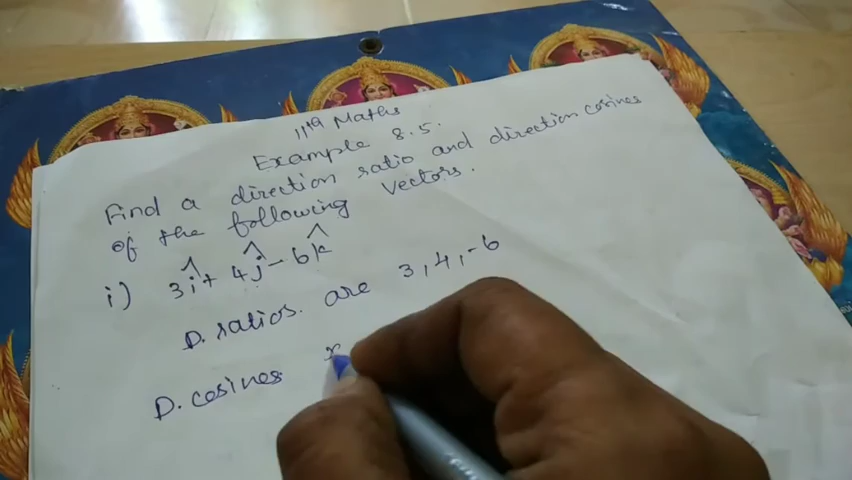 11th Maths
Example 8.5.
Find a direction ratio and direction cosines
of the following vectors.
i) 3î + 4ĵ - 6k̂
D. ratios. are 3, 4, -6
D. cosines x